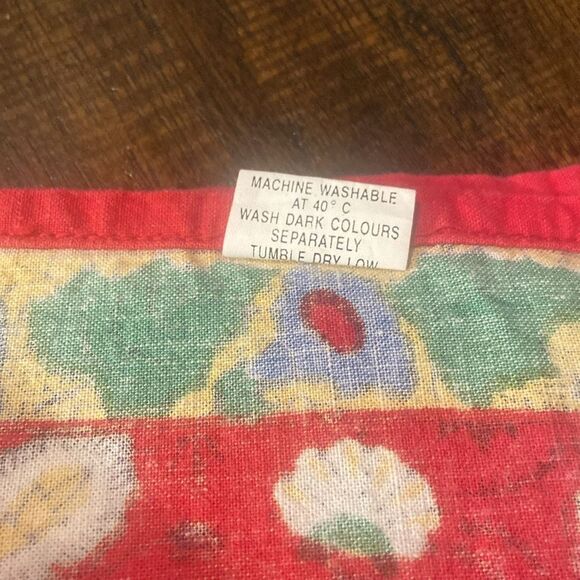 MACHINE WASHABLE
AT 40° C
WASH DARK COLOURS
SEPARATELY
TUMBLE DRY LOW